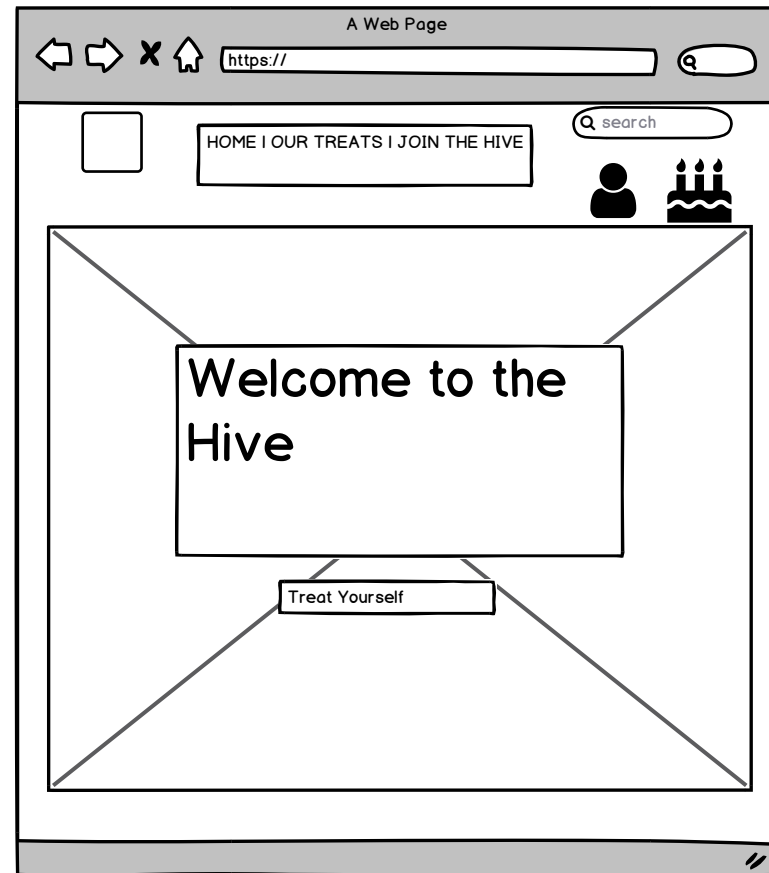 A Web Page
https://
search
HOME I OUR TREATS I JOIN THE HIVE
Welcome to the
Hive
Treat Yourself